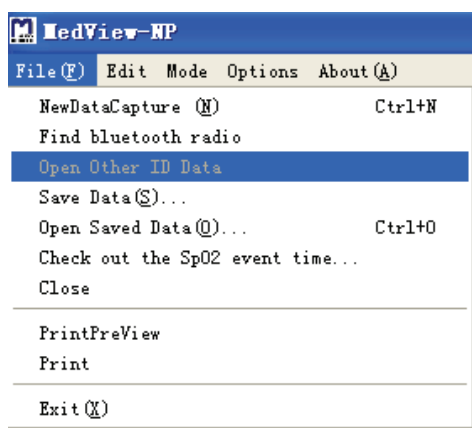 MedView-NP
File(F) Edit Mode Options About(A)
NewDataCapture (N) Ctrl+N
Find bluetooth radio
Open Other ID Data
Save Data(S)...
Open Saved Data(O)... Ctrl+O
Check out the SpO2 event time...
Close
PrintPreView
Print
Exit(X)